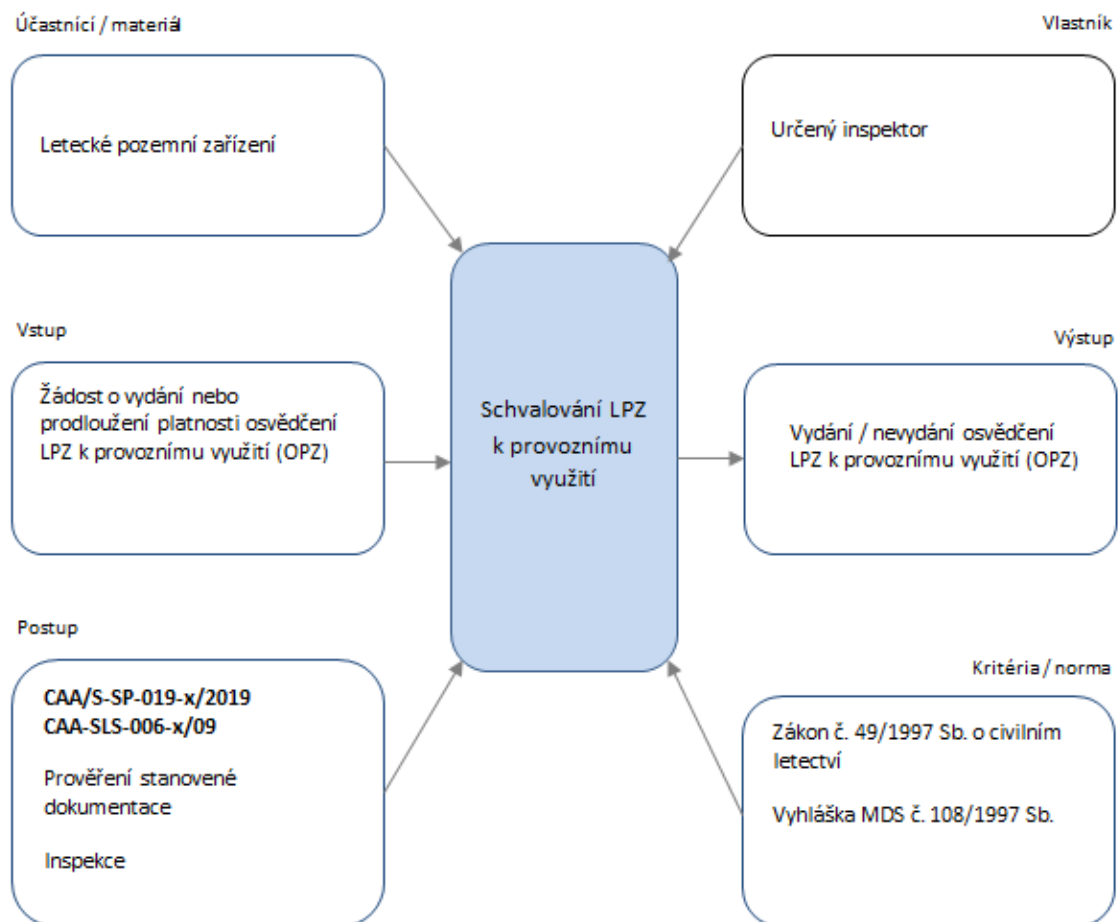 Účastnící / materiál
Letecké pozemní zařízení
Vlastník
Určený inspektor
Vstup
Žádost o vydání nebo
prodloužení platnosti osvědčení
LPZ k provoznímu využití (OPZ)
Schvalování LPZ
k provoznímu
využití
Výstup
Vydání / nevydání osvědčení
LPZ k provoznímu využití (OPZ)
Postup
CAA/S-SP-019-x/2019
CAA-SLS-006-x/09
Prověření stanovené
dokumentace
Inspekce
Kritéria / norma
Zákon č. 49/1997 Sb. o civilním
letectví
Vyhláška MDS č. 108/1997 Sb.